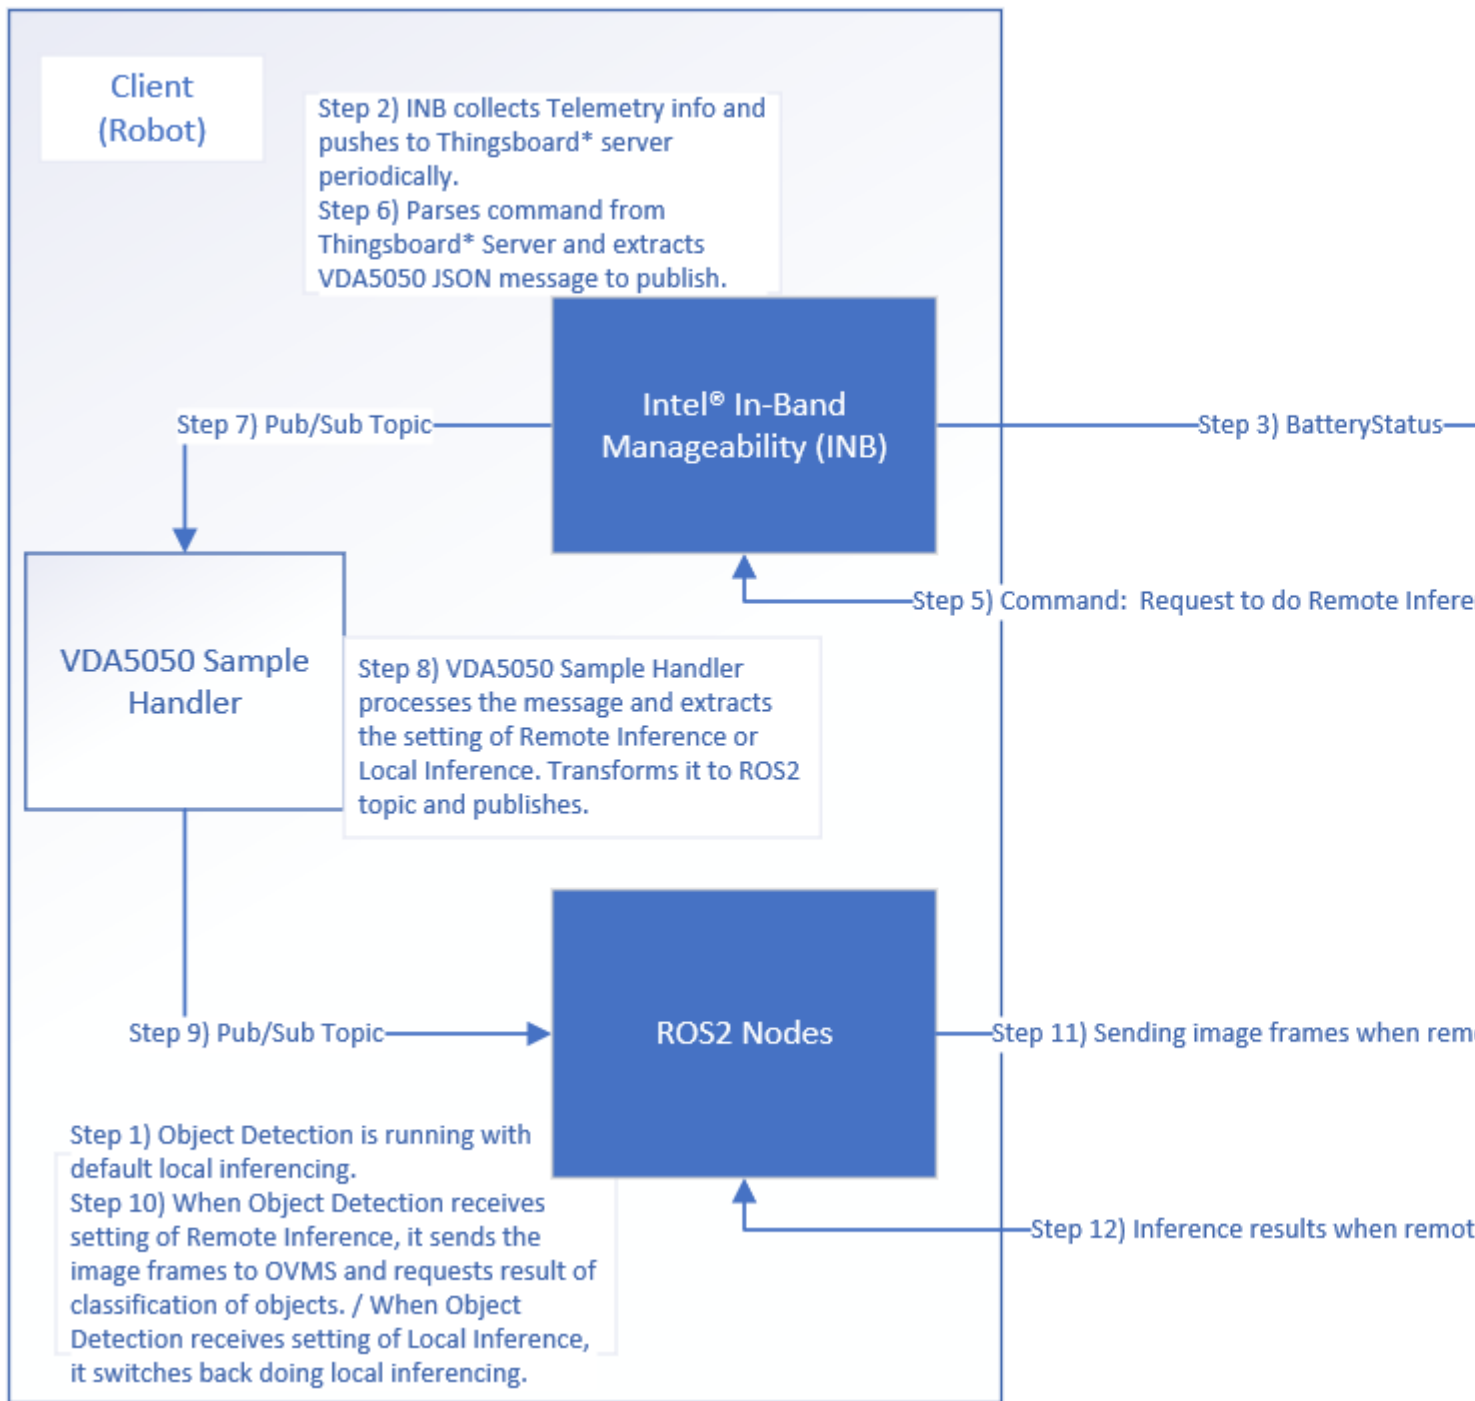 Client
(Robot)
Step 2) INB collects Telemetry info and
pushes to Thingsboard* server
periodically.
Step 6) Parses command from
Thingsboard* Server and extracts
VDA5050 JSON message to publish.
Intel® In-Band
Manageability (INB)
Step 7) Pub/Sub Topic
Step 3) BatteryStatus
Step 5) Command:  Request to do Remote
VDA5050 Sample
Handler
Step 8) VDA5050 Sample Handler
processes the message and extracts
the setting of Remote Inference or
Local Inference. Transforms it to ROS2
topic and publishes.
Step 9) Pub/Sub Topic
ROS2 Nodes
Step 11) Sending image frames when
Step 1) Object Detection is running with
default local inferencing.
Step 10) When Object Detection receives
setting of Remote Inference, it sends the
image frames to OVMS and requests result of
classification of objects. / When Object
Detection receives setting of Local Inference,
it switches back doing local inferencing.
Step 12) Inference results when